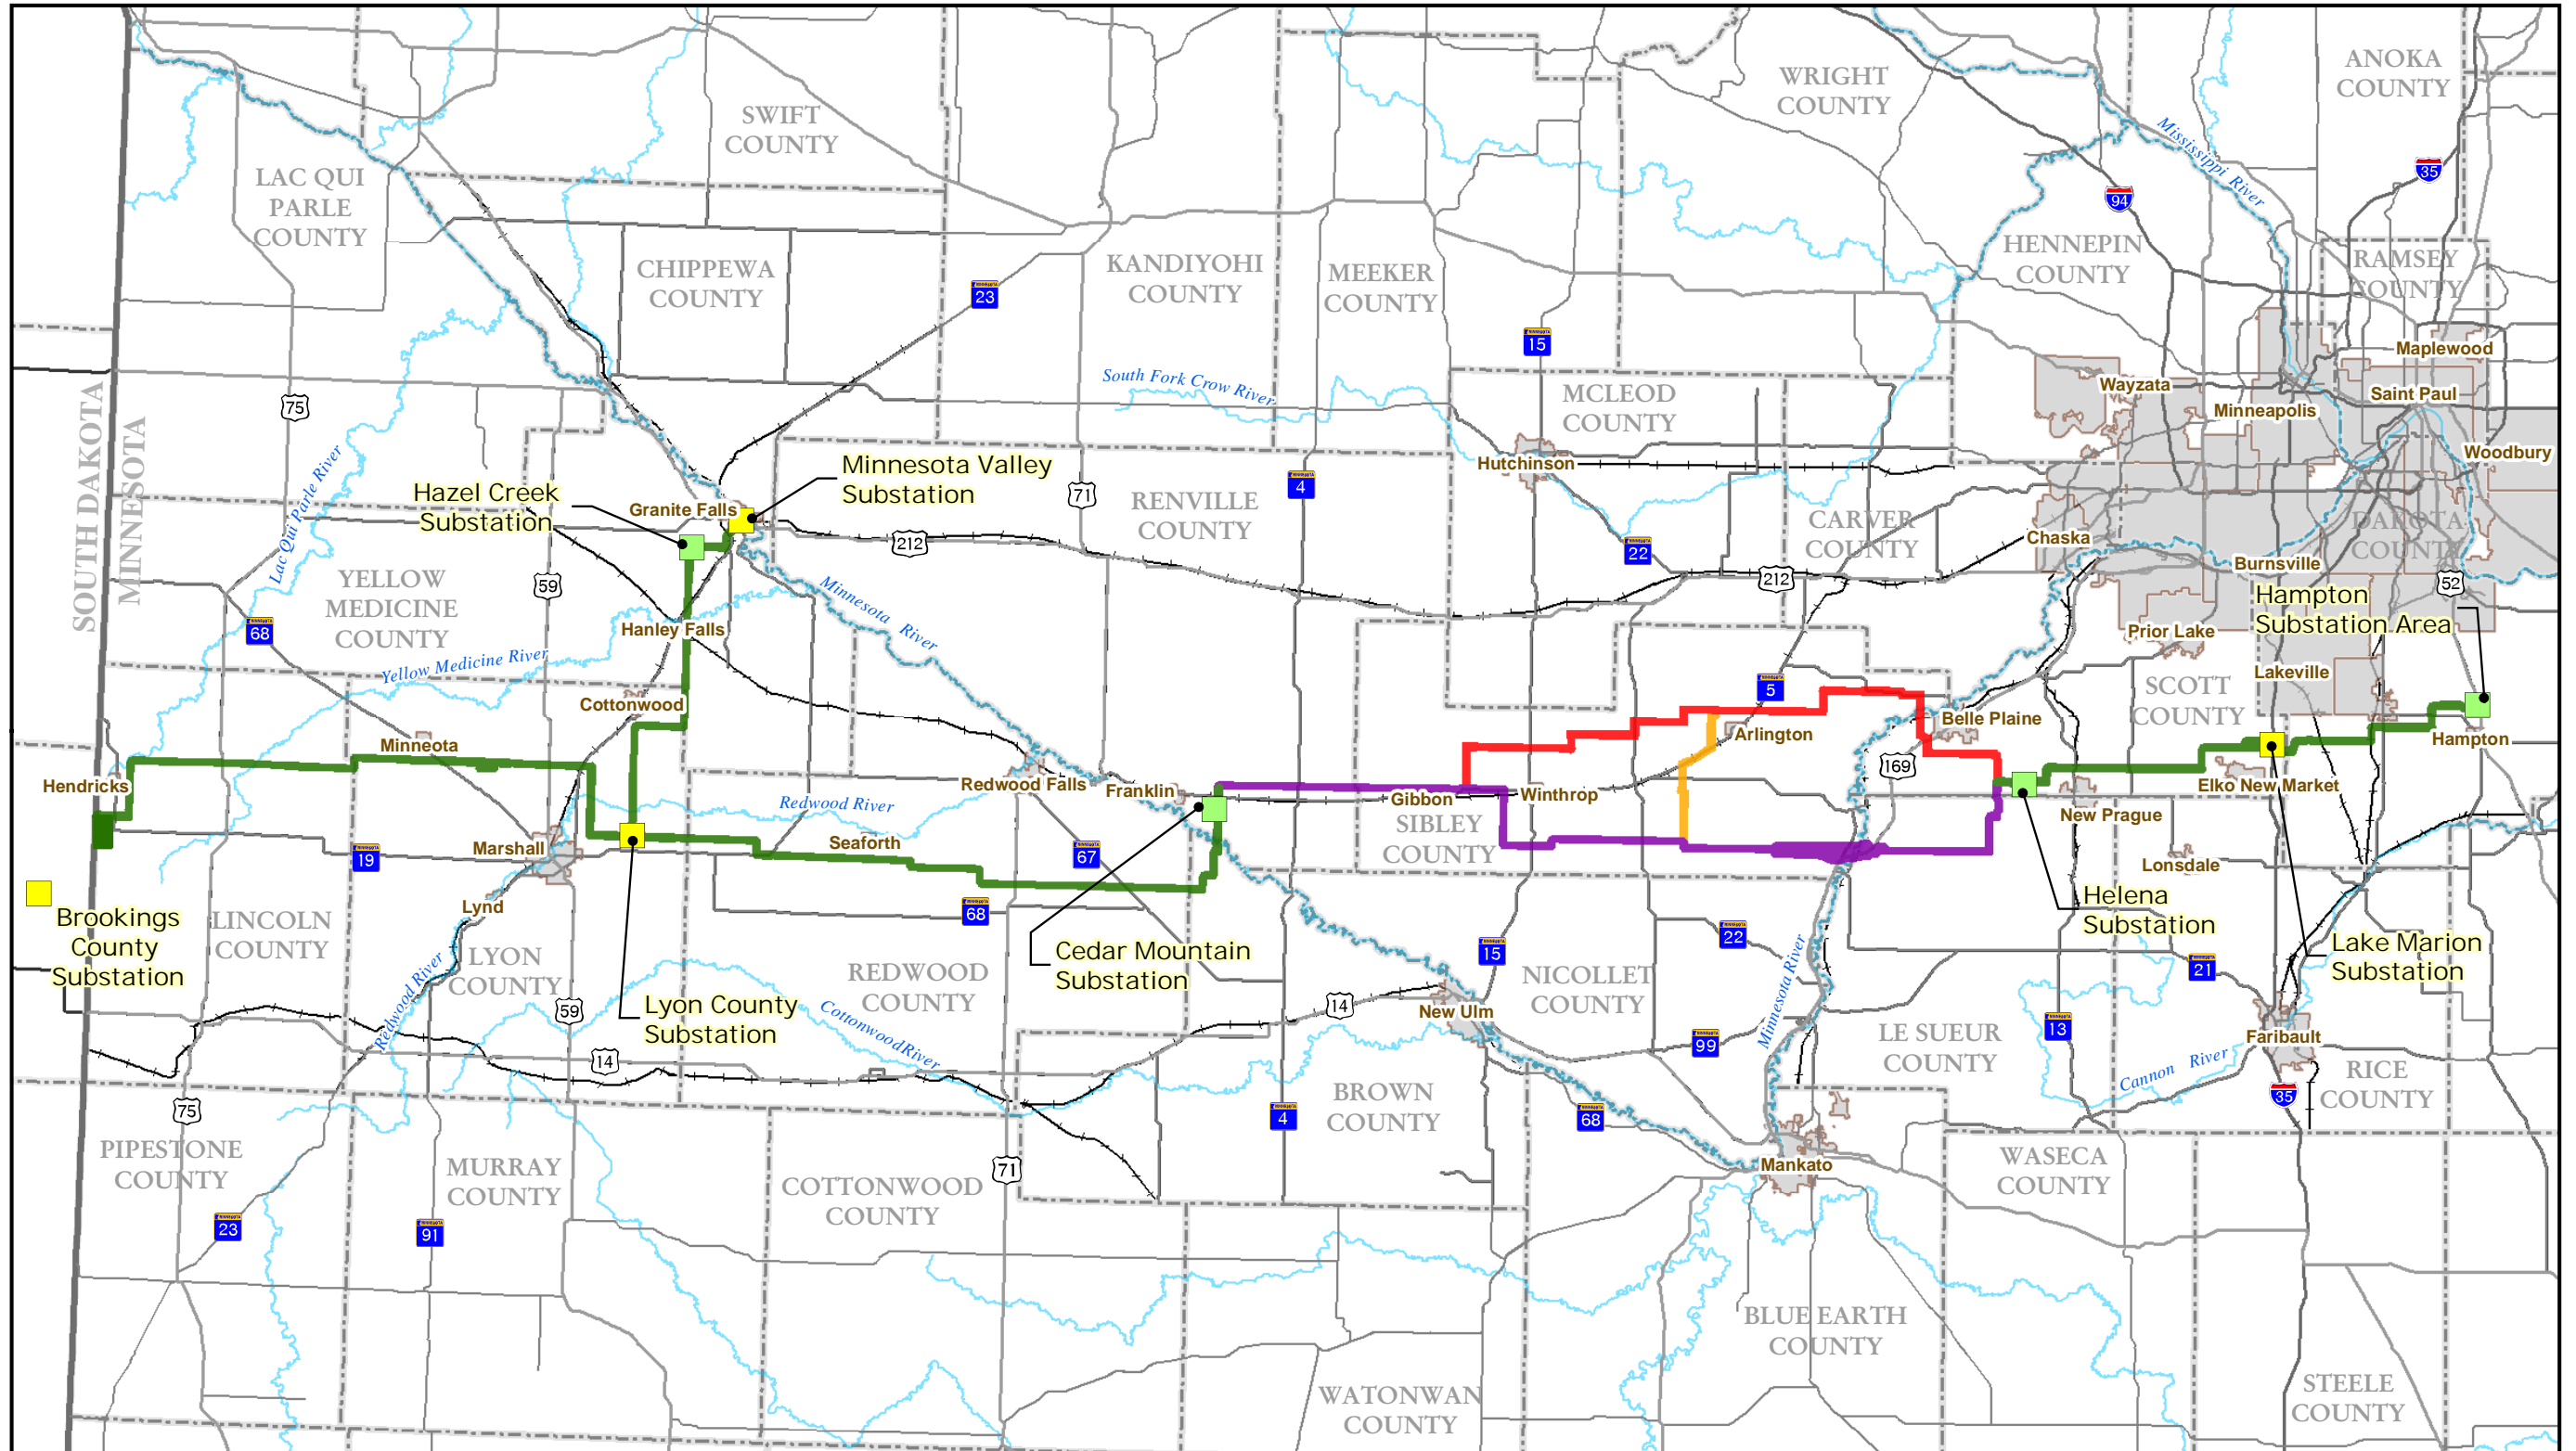 ANOKA
COUNTY
WRIGHT
COUNTY
SWIFT
COUNTY
Mississippi River
35
94
LAC QUI
PARLE
COUNTY
HENNEPIN
COUNTY
RAMSEY
COUNTY
CHIPPEWA
COUNTY
KANDIYOHI
COUNTY
MEEKER
COUNTY
23
15
Maplewood
South Fork Crow River
MCLEOD
COUNTY
Wayzata
Saint Paul
Minneapolis
75
SOUTH DAKOTA
MINNESOTA
Lac Qui Parle River
Hutchinson
Woodbury
Minnesota Valley
Substation
Hazel Creek
Substation
Granite Falls
71
4
RENVILLE
COUNTY
212
22
CARVER
COUNTY
DAKOTA
COUNTY
Chaska
Burnsville
212
52
59
YELLOW
MEDICINE
COUNTY
Minnesota River
Hampton
Substation Area
68
Hanley Falls
Prior Lake
Yellow Medicine River
Lakeville
SCOTT
COUNTY
5
Cottonwood
Belle Plaine
Arlington
Hampton
Minneota
169
Hendricks
Redwood Falls
Franklin
Gibbon
Winthrop
Elko New Market
Redwood River
New Prague
SIBLEY
COUNTY
Marshall
Seaforth
19
67
Lonsdale
Lynd
68
Brookings
County
Substation
LINCOLN
COUNTY
LYON
COUNTY
Redwood River
REDWOOD
COUNTY
Cedar Mountain
Substation
15
22
Helena
Substation
Lake Marion
Substation
21
NICOLLET
COUNTY
Minnesota River
Lyon County
Substation
59
CottonwoodRiver
14
New Ulm
99
13
LE SUEUR
COUNTY
Faribault
14
Cannon River
RICE
COUNTY
35
75
BROWN
COUNTY
4
68
PIPESTONE
COUNTY
MURRAY
COUNTY
71
COTTONWOOD
COUNTY
Mankato
WASECA
COUNTY
23
91
BLUE EARTH
COUNTY
WATONWAN
COUNTY
STEELE
COUNTY